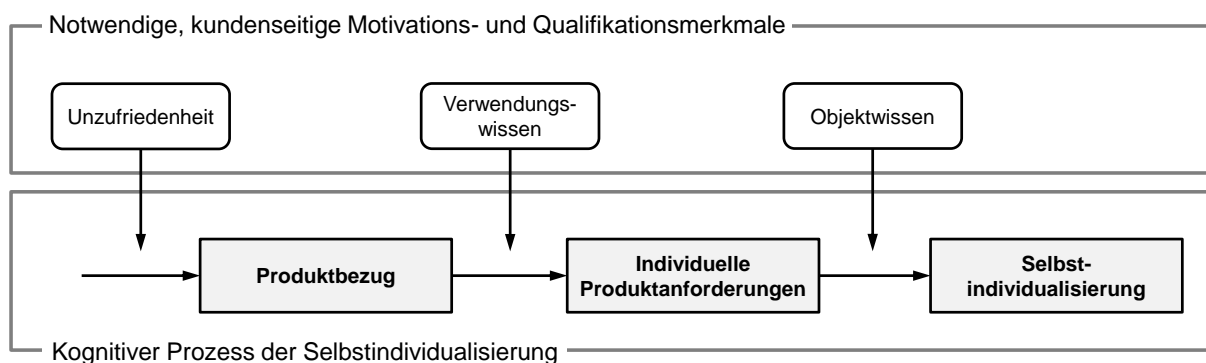 Notwendige, kundenseitige Motivations- und Qualifikationsmerkmale
Unzufriedenheit
Verwendungs-
wissen
Objektwissen
Produktbezug
Individuelle
Produktanforderungen
Selbst-
individualisierung
Kognitiver Prozess der Selbstindividualisierung